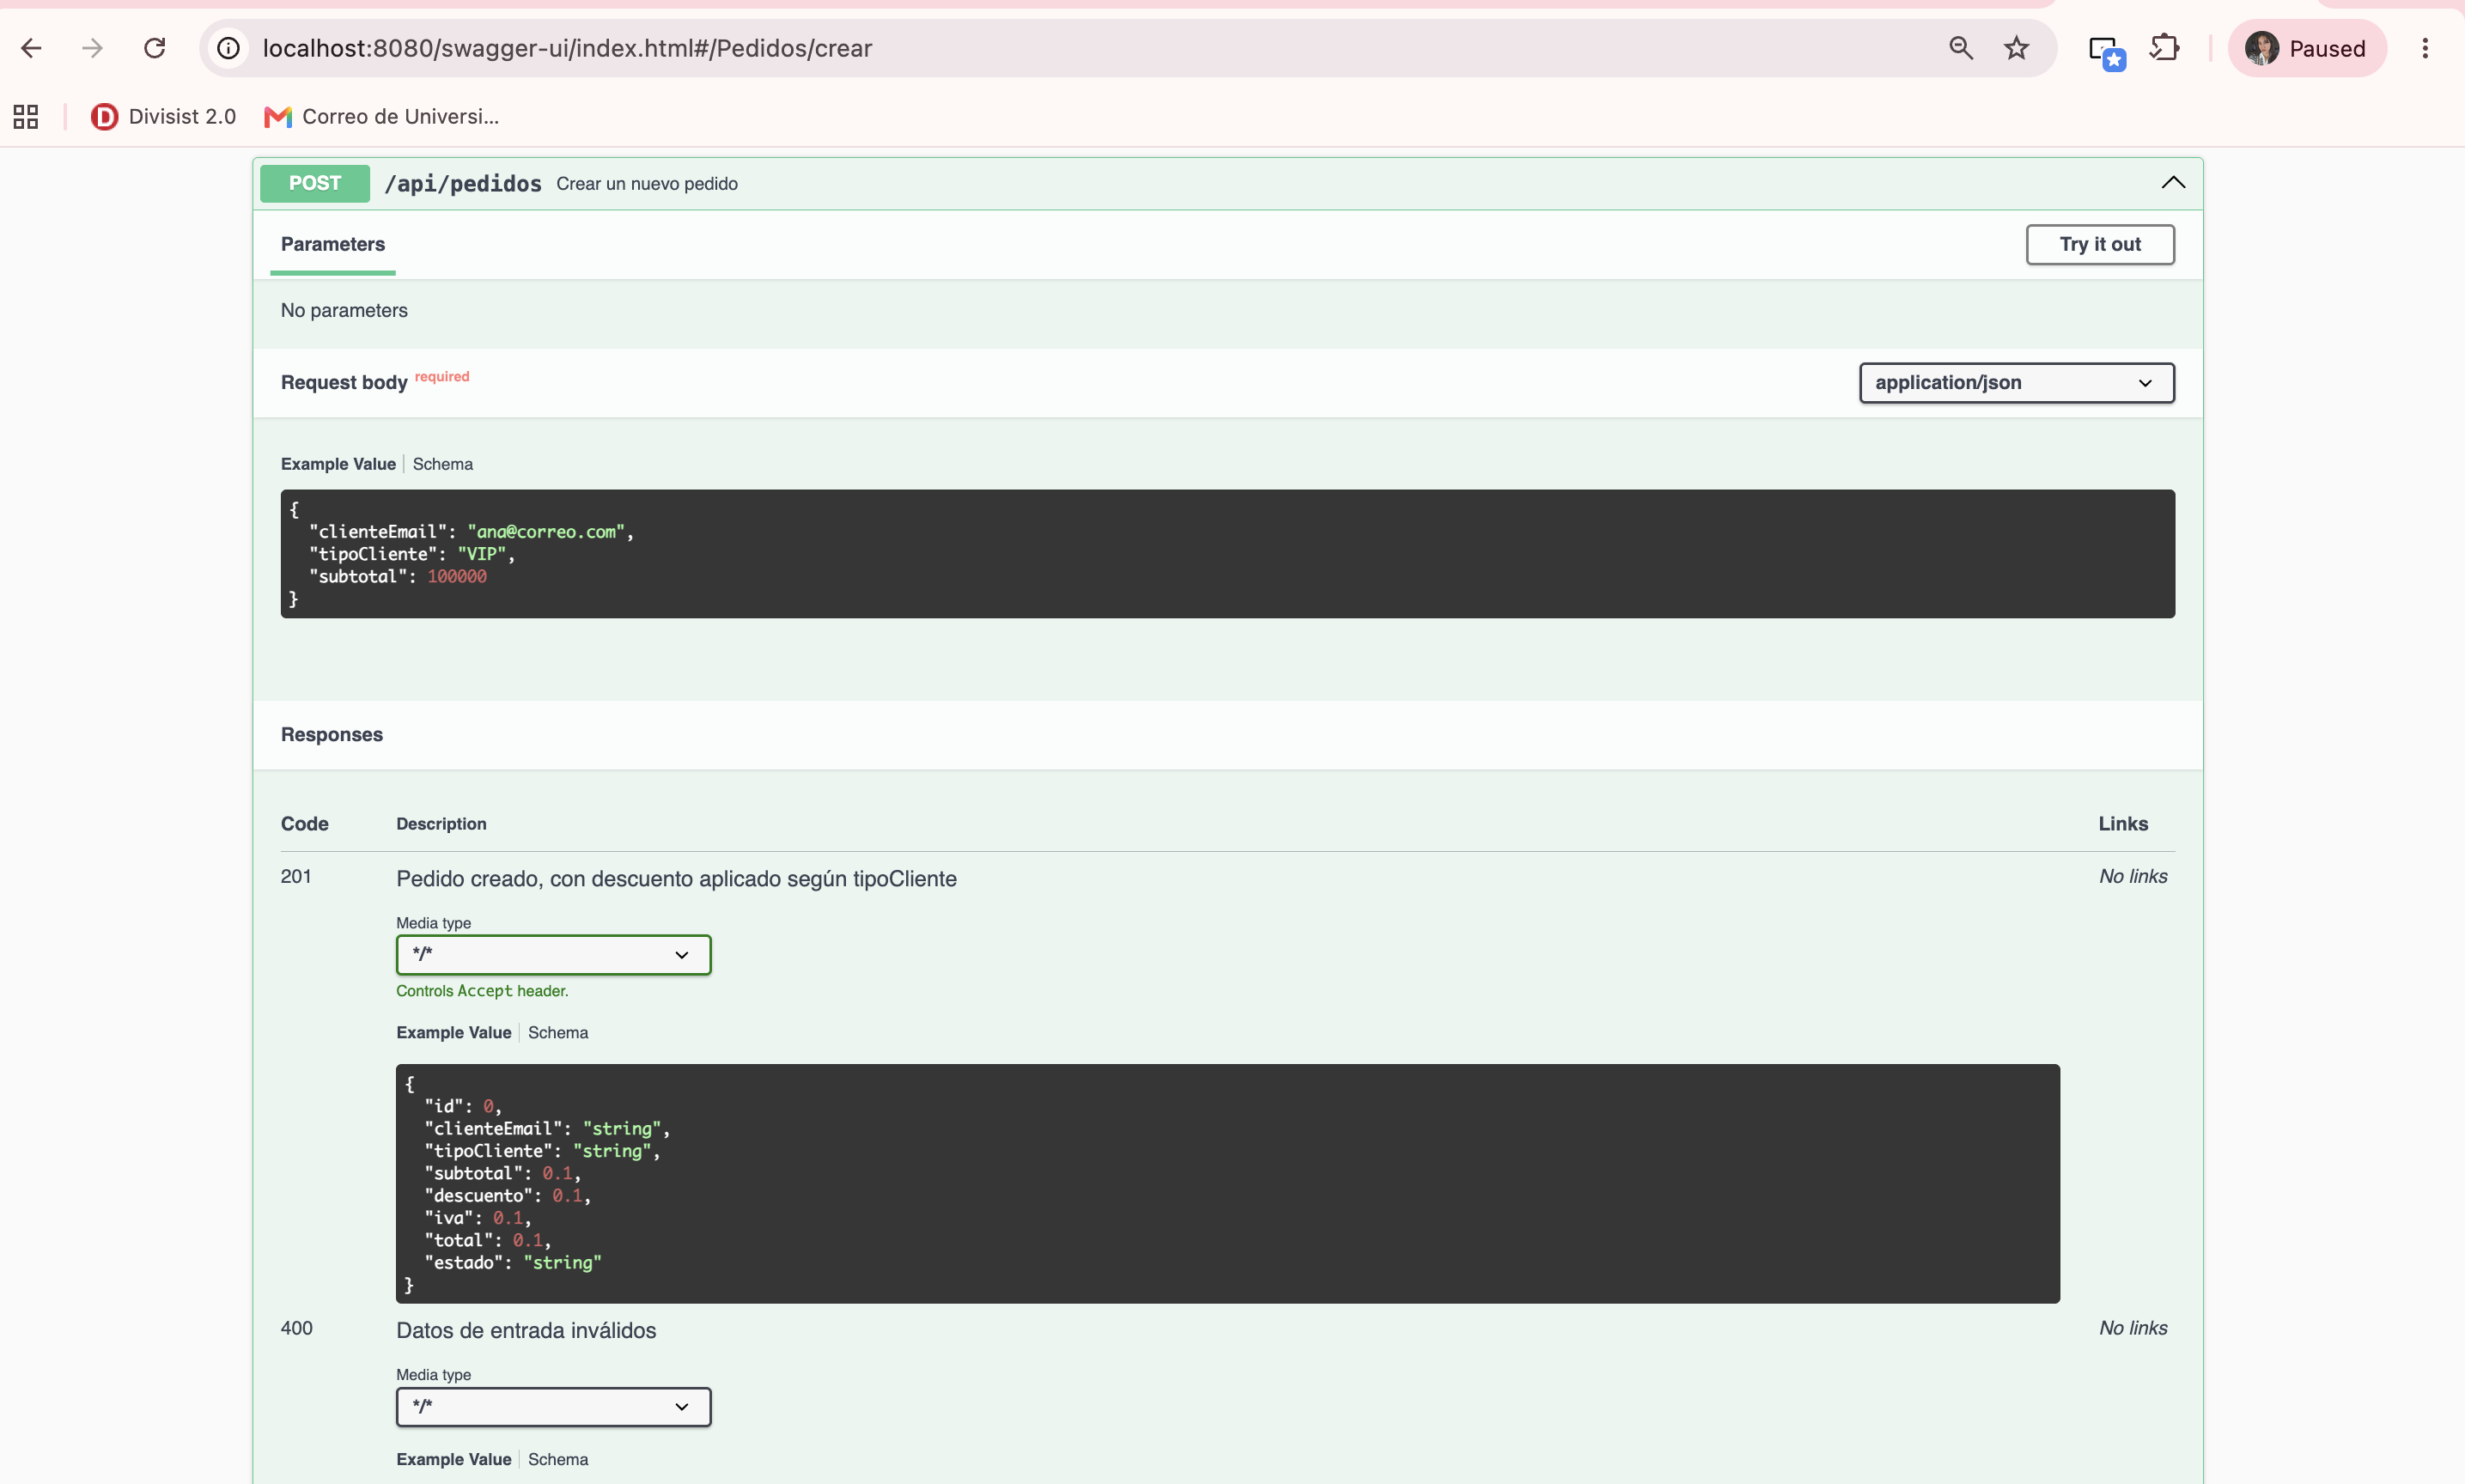 localhost:8080/swagger-ui/index.html#/Pedidos/crear
Paused
Divisist 2.0
Correo de Universi...
POST /api/pedidos Crear un nuevo pedido
Parameters
Try it out
No parameters
Request body required
application/json
Example Value | Schema
{
  "clienteEmail": "ana@correo.com",
  "tipoCliente": "VIP",
  "subtotal": 100000
}
Responses
Code Description Links
201 Pedido creado, con descuento aplicado según tipoCliente No links
Media type
*/*
Controls Accept header.
Example Value | Schema
{
  "id": 0,
  "clienteEmail": "string",
  "tipoCliente": "string",
  "subtotal": 0.1,
  "descuento": 0.1,
  "iva": 0.1,
  "total": 0.1,
  "estado": "string"
}
400 Datos de entrada inválidos No links
Media type
*/*
Example Value | Schema